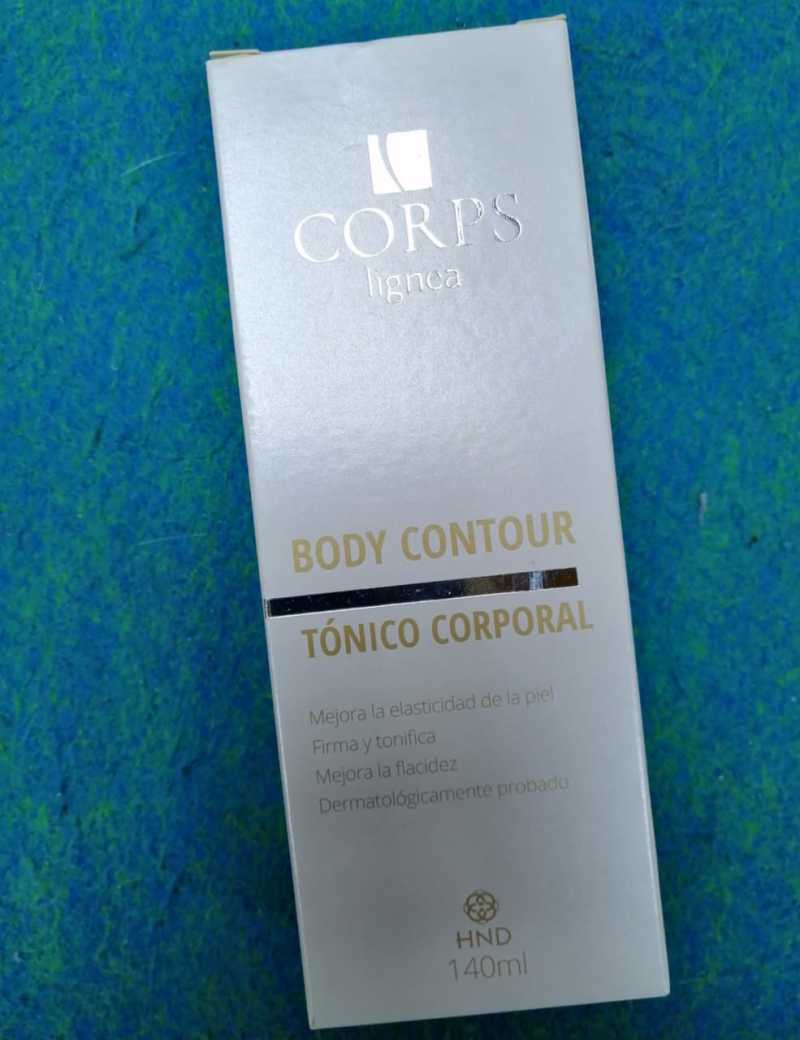 CORPS
lignea
BODY CONTOUR
TÓNICO CORPORAL
Mejora la elasticidad de la piel
Firma y tonifica
Mejora la flacidez
Dermatológicamente probado
HND
140ml